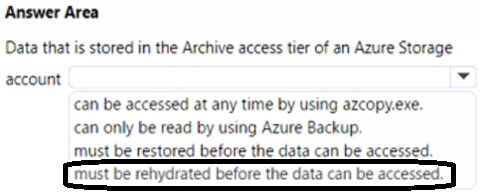 Answer Area
Data that is stored in the Archive access tier of an Azure Storage
account
can be accessed at any time by using azcopy.exe.
can only be read by using Azure Backup.
must be restored before the data can be accessed.
must be rehydrated before the data can be accessed.